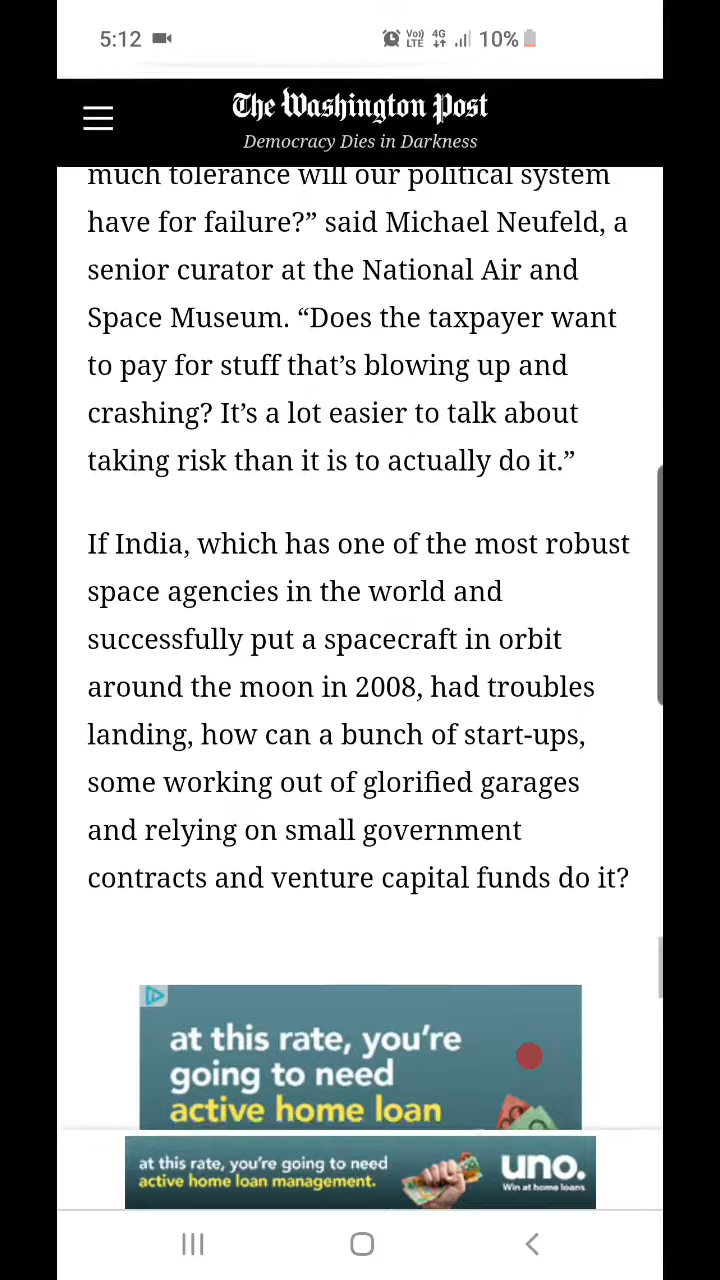 5:12
Vo)) 4G
LTE
10%
The Washington Post
Democracy Dies in Darkness
much tolerance will our political system
have for failure?” said Michael Neufeld, a
senior curator at the National Air and
Space Museum. “Does the taxpayer want
to pay for stuff that’s blowing up and
crashing? It’s a lot easier to talk about
taking risk than it is to actually do it.”
If India, which has one of the most robust
space agencies in the world and
successfully put a spacecraft in orbit
around the moon in 2008, had troubles
landing, how can a bunch of start-ups,
some working out of glorified garages
and relying on small government
contracts and venture capital funds do it?
at this rate, you’re
going to need
active home loan
at this rate, you’re going to need
active home loan management.
uno.
Win at home loans